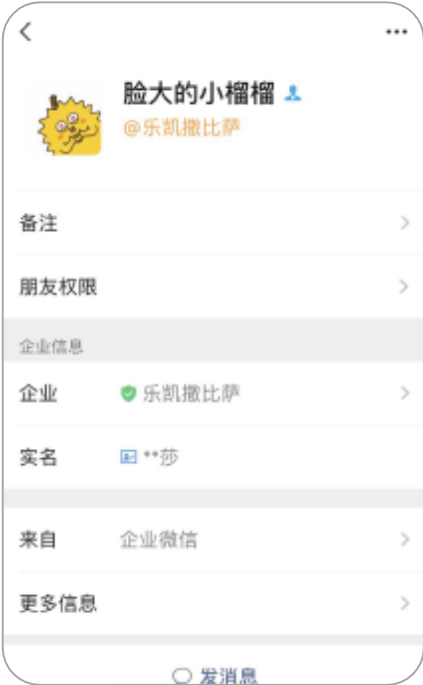 脸大的小榴榴
@乐凯撒比萨
备注
朋友权限
企业信息
企业 乐凯撒比萨
实名 **莎
来自 企业微信
更多信息
发消息